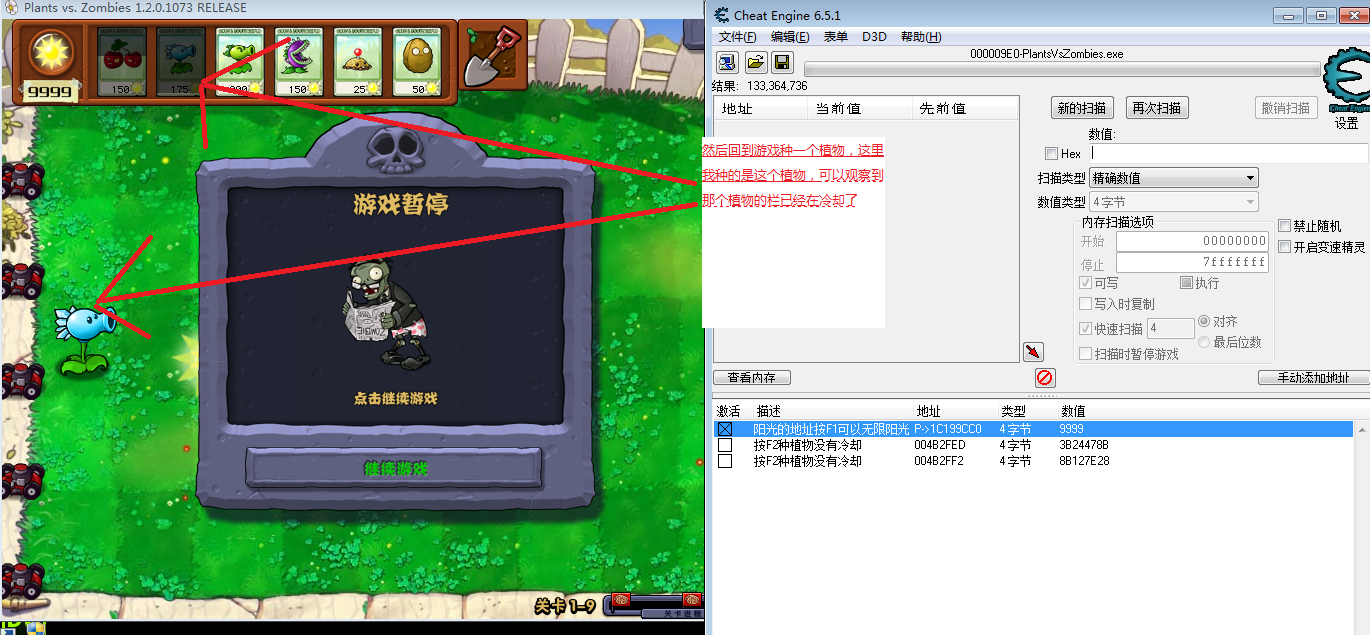 Plants vs. Zombies 1.2.0.1073 RELEASE
9999
150
175
150
25
50
游戏暂停
点击继续游戏
继续游戏
关卡 1-9
关卡进程
Cheat Engine 6.5.1
文件(F) 编辑(E) 表单 D3D 帮助(H)
000009E0-PlantsVsZombies.exe
结果: 133,364,736
地址 当前值 先前值
然后回到游戏种一个植物，这里
我种的是这个植物，可以观察到
那个植物的栏已经在冷却了
新的扫描 再次扫描 撤销扫描
Cheat Engine
设置
数值:
Hex
扫描类型 精确数值
数值类型 4 字节
内存扫描选项
开始 00000000
停止 7fffffff
可写 执行
写入时复制
快速扫描 4 对齐
最后位数
扫描时暂停游戏
禁止随机
开启变速精灵
查看内存
手动添加地址
激活 描述 地址 类型 数值
阳光的地址按F1可以无限阳光 P->1C199CC0 4 字节 9999
按F2种植物没有冷却 004B2FED 4 字节 3B24478B
按F2种植物没有冷却 004B2FF2 4 字节 8B127E28